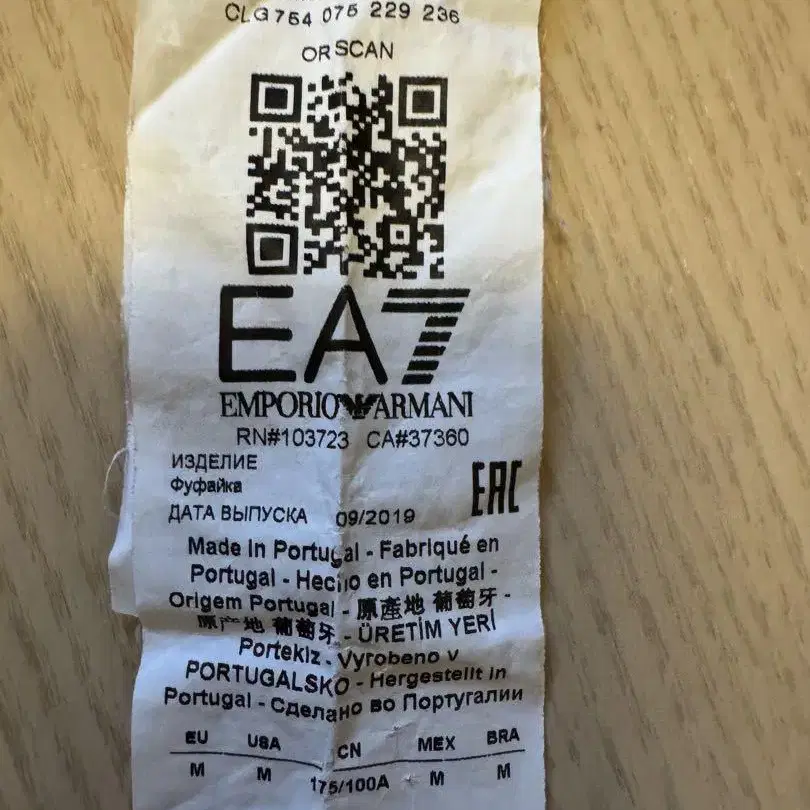 CLG 754 075 229 236
OR SCAN
EA7
EMPORIO ARMANI
RN#103723 CA#37360
ИЗДЕЛИЕ
Фуфайка
EAC
ДАТА ВЫПУСКА 09/2019
Made in Portugal - Fabriqué en
Portugal - Hecho en Portugal -
Origem Portugal - 原產地 葡萄牙 -
原产地 葡萄牙 - ÜRETİM YERİ
Portekiz - Vyrobeno v
PORTUGALSKO - Hergestellt in
Portugal - Сделано во Португалии
EU USA CN MEX BRA
M M 175/100A M M